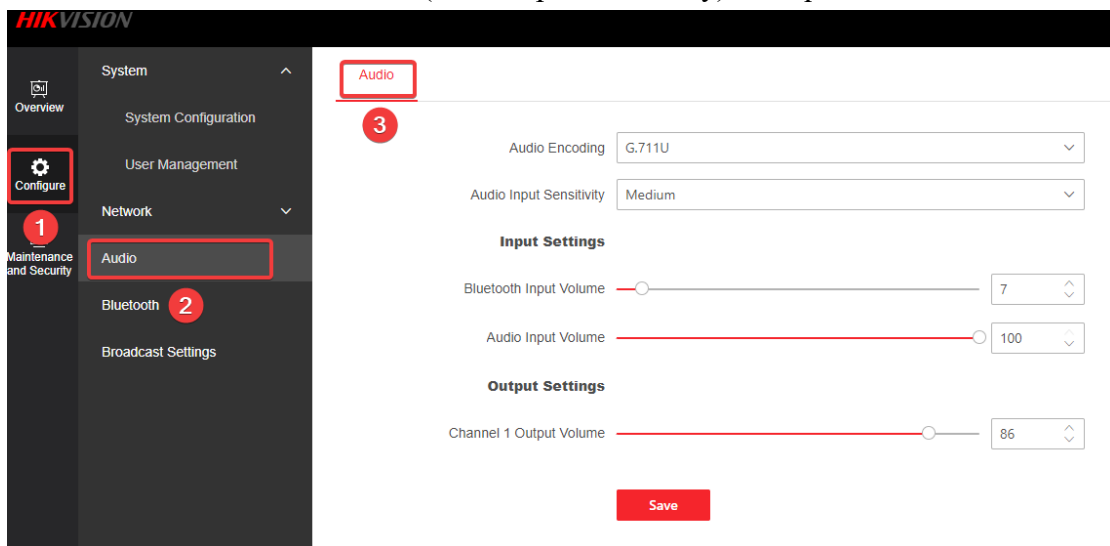 HIKVISION
Overview
Configure
1
Maintenance
and Security
System
System Configuration
User Management
Network
Audio
Bluetooth 2
Broadcast Settings
Audio
3
Audio Encoding G.711U
Audio Input Sensitivity Medium
Input Settings
Bluetooth Input Volume 7
Audio Input Volume 100
Output Settings
Channel 1 Output Volume 86
Save